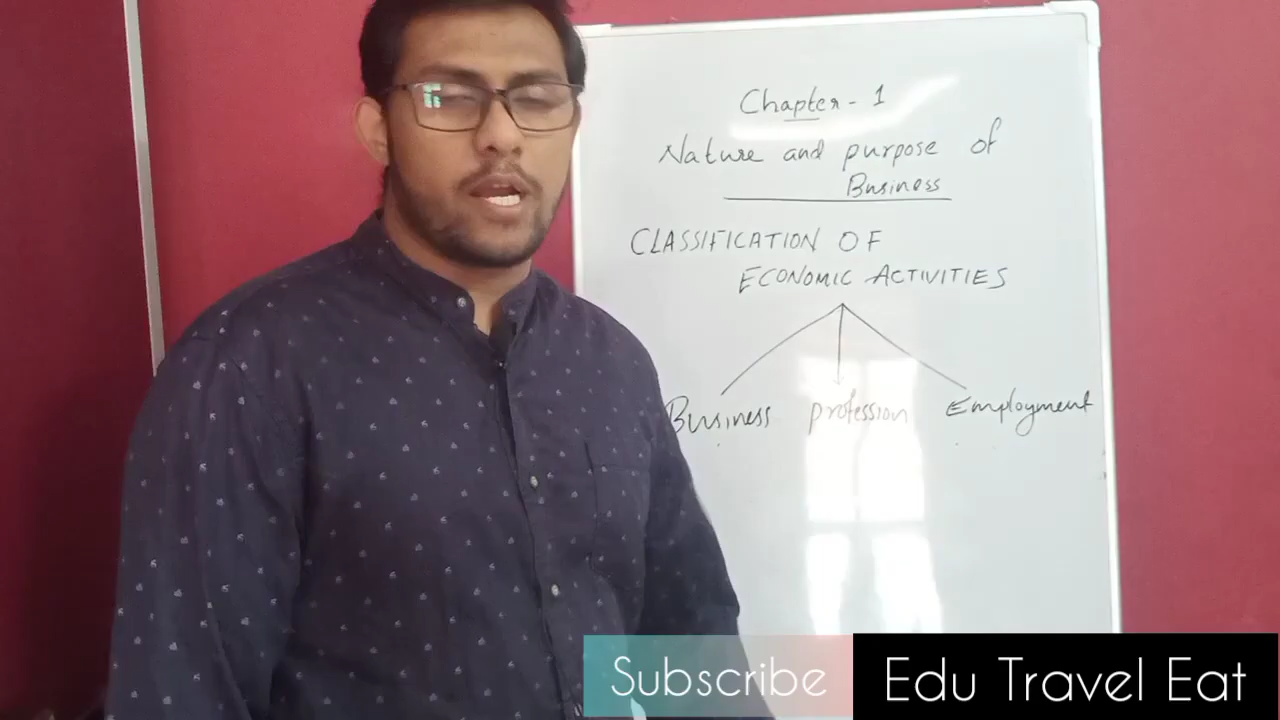 Chapter - 1
Nature and purpose of
Business
CLASSIFICATION OF
ECONOMIC ACTIVITIES
Business profession Employment
Subscribe Edu Travel Eat